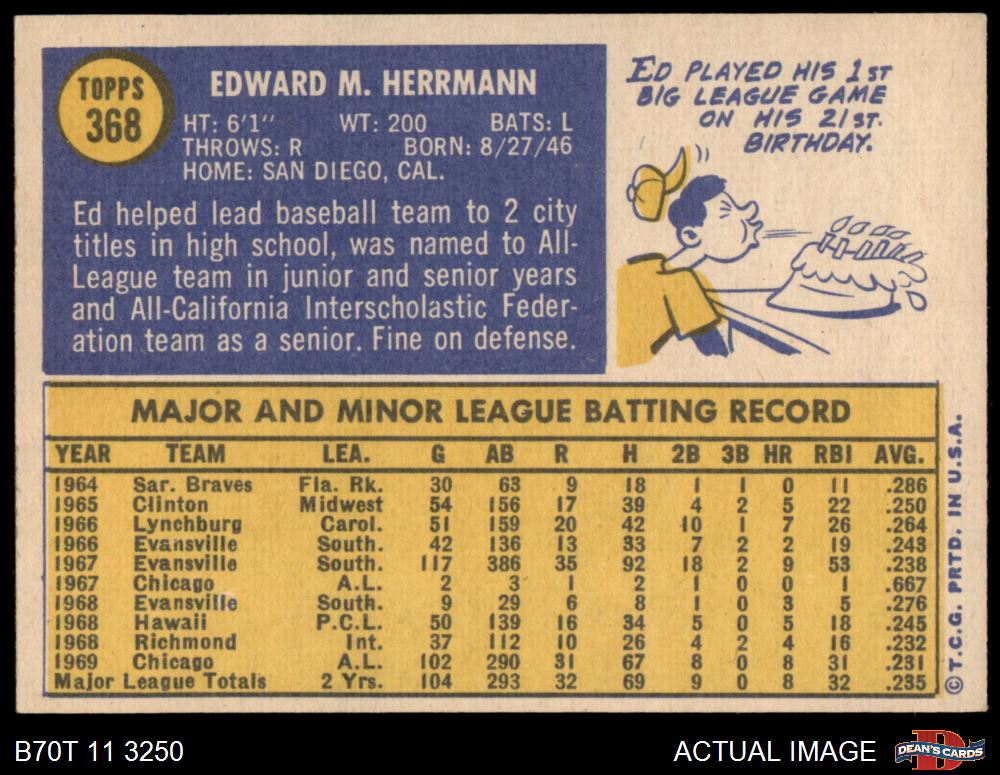 TOPPS
368
EDWARD M. HERRMANN
HT: 6'1" WT: 200 BATS: L
THROWS: R BORN: 8/27/46
HOME: SAN DIEGO, CAL.
Ed helped lead baseball team to 2 city
titles in high school, was named to All-
League team in junior and senior years
and All-California Interscholastic Feder-
ation team as a senior. Fine on defense.
ED PLAYED HIS 1ST
BIG LEAGUE GAME
ON HIS 21ST.
BIRTHDAY.
MAJOR AND MINOR LEAGUE BATTING RECORD
YEAR TEAM LEA. G AB R H 2B 3B HR RBI AVG.
1964 Sar. Braves Fla. Rk. 30 63 9 18 1 1 0 11 .286
1965 Clinton Midwest 54 156 17 39 4 2 5 22 .250
1966 Lynchburg Carol. 51 159 20 42 10 1 7 26 .264
1966 Evansville South. 42 136 13 33 7 2 2 19 .243
1967 Evansville South. 117 386 35 92 18 2 9 53 .238
1967 Chicago A.L. 2 3 1 2 1 0 0 1 .667
1968 Evansville South. 9 29 6 8 1 0 3 5 .276
1968 Hawaii P.C.L. 50 139 16 34 5 0 5 18 .245
1968 Richmond Int. 37 112 10 26 4 2 4 16 .232
1969 Chicago A.L. 102 290 31 67 8 0 8 31 .231
Major League Totals 2 Yrs. 104 293 32 69 9 0 8 32 .235
© T.C.G. PRTD. IN U.S.A.
B70T 11 3250
ACTUAL IMAGE
DEAN'S CARDS